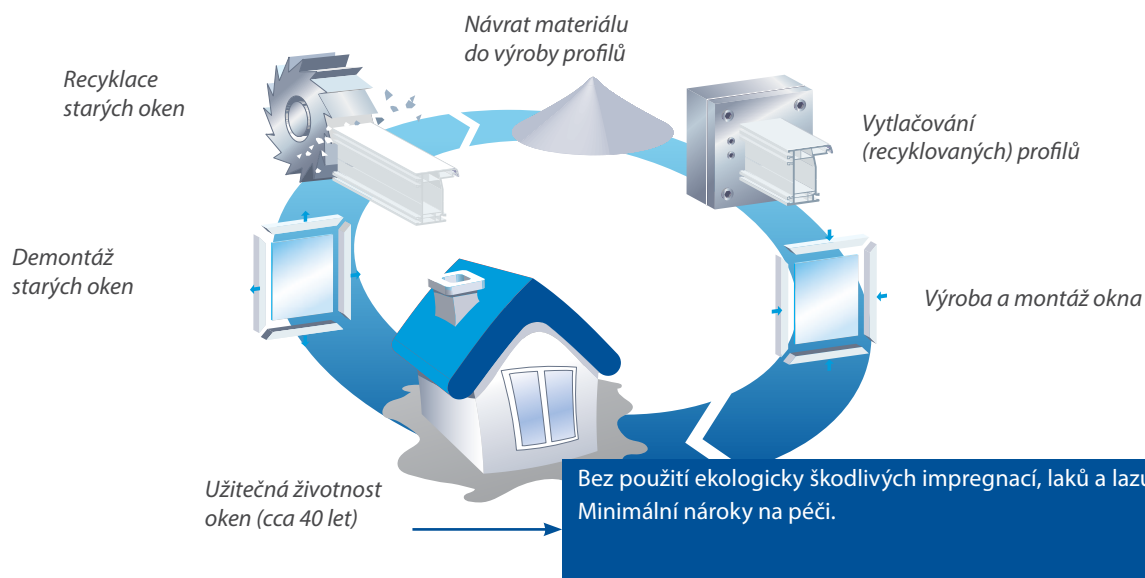 Návrat materiálu
do výroby profilů
Recyklace
starých oken
Vytlačování
(recyklovaných) profilů
Demontáž
starých oken
Výroba a montáž okna
Užitečná životnost
oken (cca 40 let)
Bez použití ekologicky škodlivých impregnací, laků a
Minimální nároky na péči.